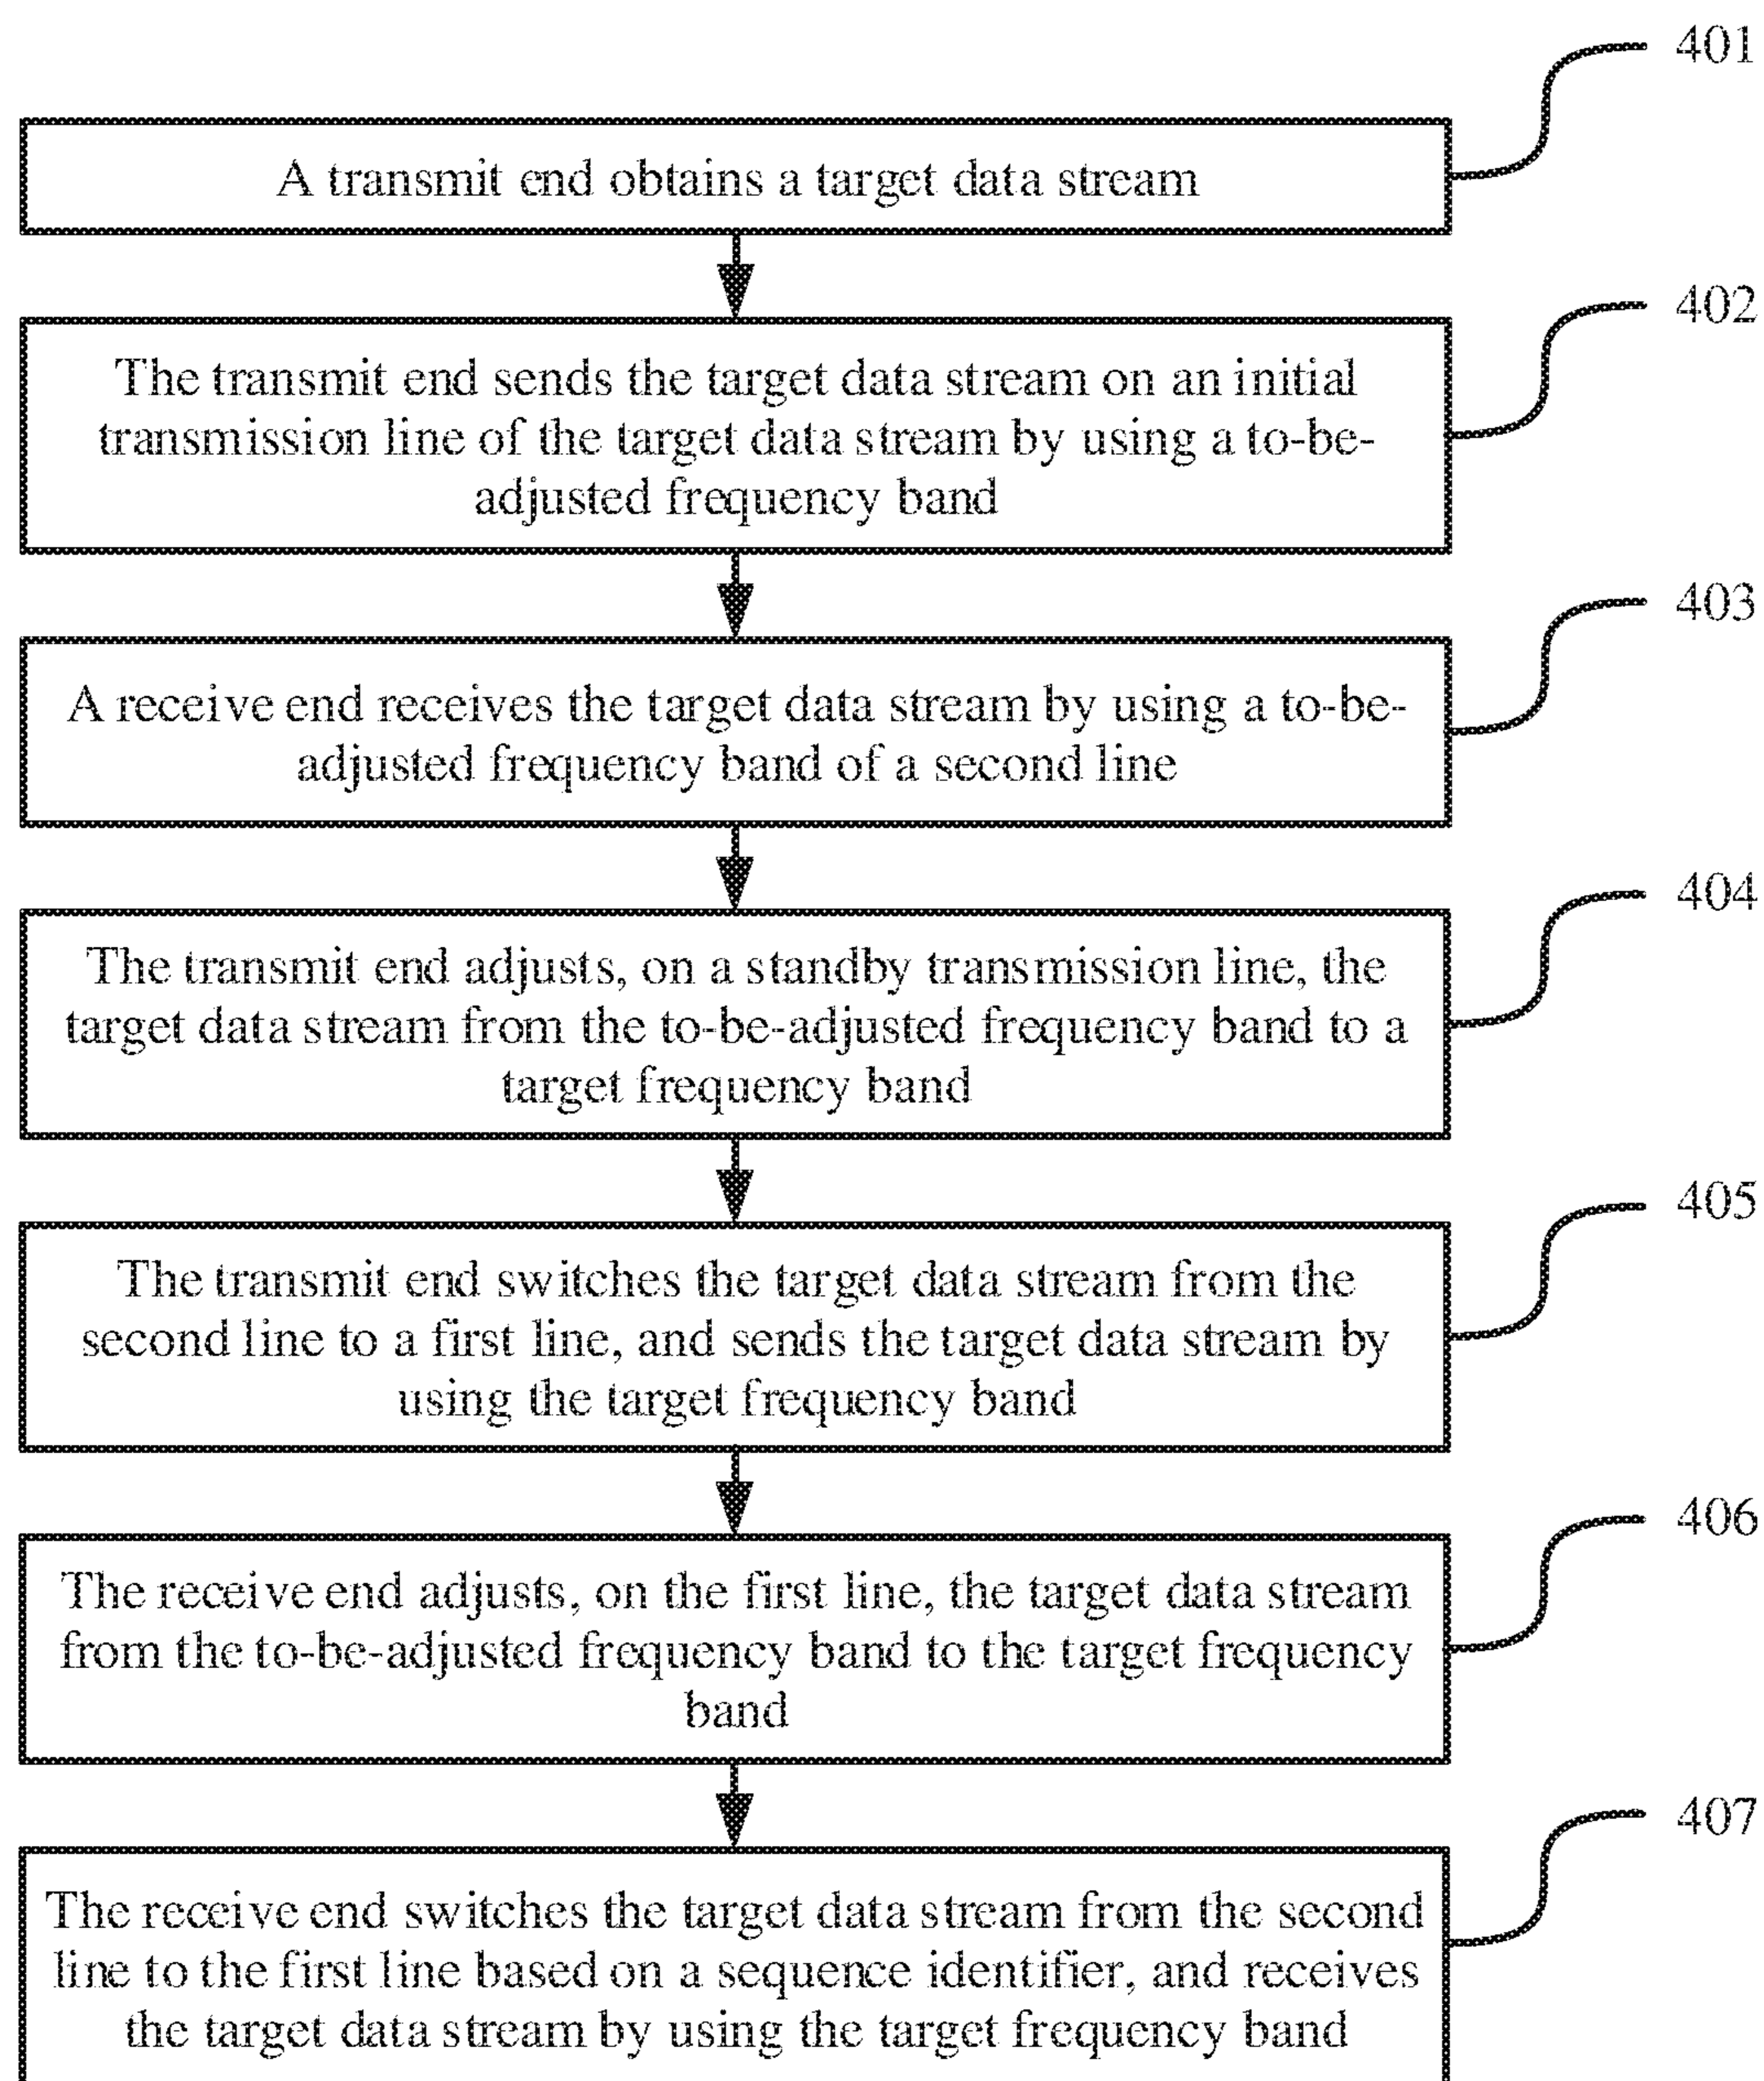 401
A transmit end obtains a target data stream
402
The transmit end sends the target data stream on an initial
transmission line of the target data stream by using a to-be-
adjusted frequency band
403
A receive end receives the target data stream by using a to-be-
adjusted frequency band of a second line
404
The transmit end adjusts, on a standby transmission line, the
target data stream from the to-be-adjusted frequency band to a
target frequency band
405
The transmit end switches the target data stream from the
second line to a first line, and sends the target data stream by
using the target frequency band
406
The receive end adjusts, on the first line, the target data stream
from the to-be-adjusted frequency band to the target frequency
band
407
The receive end switches the target data stream from the second
line to the first line based on a sequence identifier, and receives
the target data stream by using the target frequency band